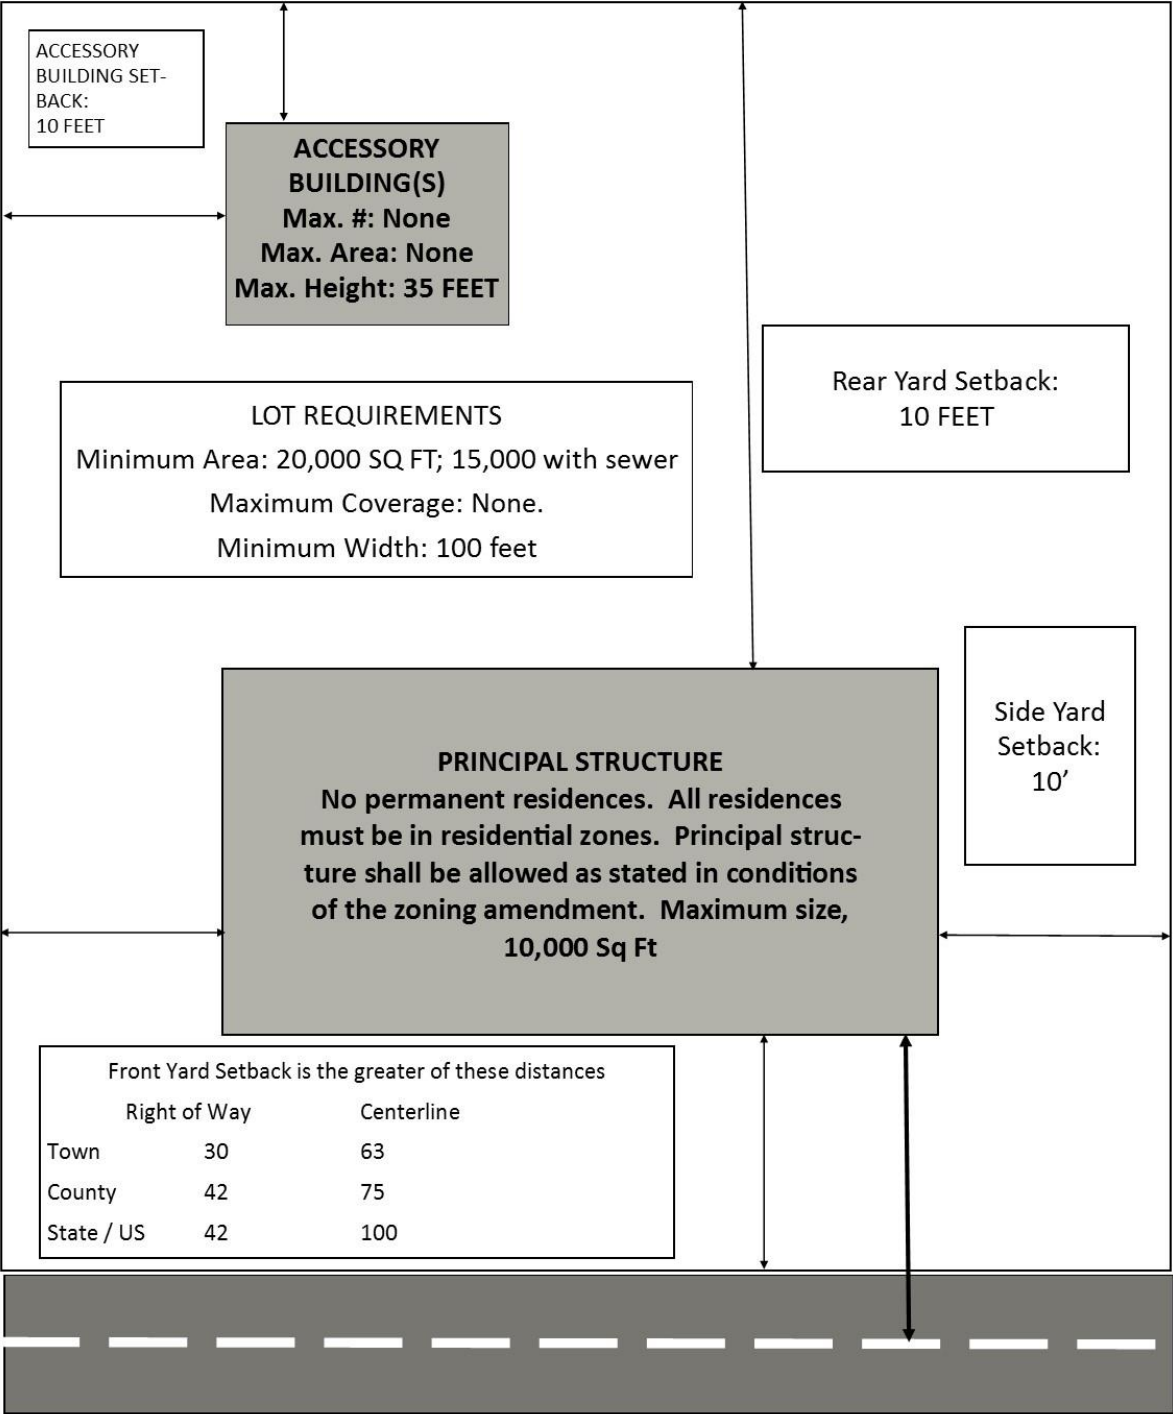 ACCESSORY
BUILDING SET-
BACK:
10 FEET
ACCESSORY
BUILDING(S)
Max. #: None
Max. Area: None
Max. Height: 35 FEET
Rear Yard Setback:
10 FEET
LOT REQUIREMENTS
Minimum Area: 20,000 SQ FT; 15,000 with sewer
Maximum Coverage: None.
Minimum Width: 100 feet
Side Yard
Setback:
10’
PRINCIPAL STRUCTURE
No permanent residences.  All residences
must be in residential zones.  Principal struc-
ture shall be allowed as stated in conditions
of the zoning amendment.  Maximum size,
10,000 Sq Ft
Front Yard Setback is the greater of these distances
Right of Way Centerline
Town 30 63
County 42 75
State / US 42 100